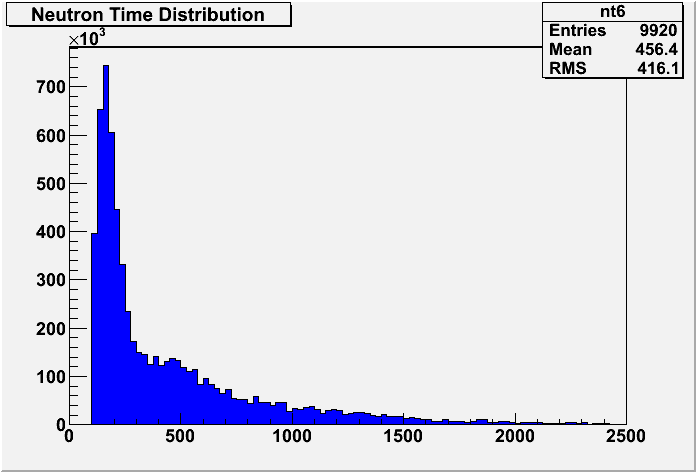 Neutron Time Distribution
nt6
Entries 9920
Mean 456.4
RMS 416.1
×10³
700
600
500
400
300
200
100
0
0 500 1000 1500 2000 2500